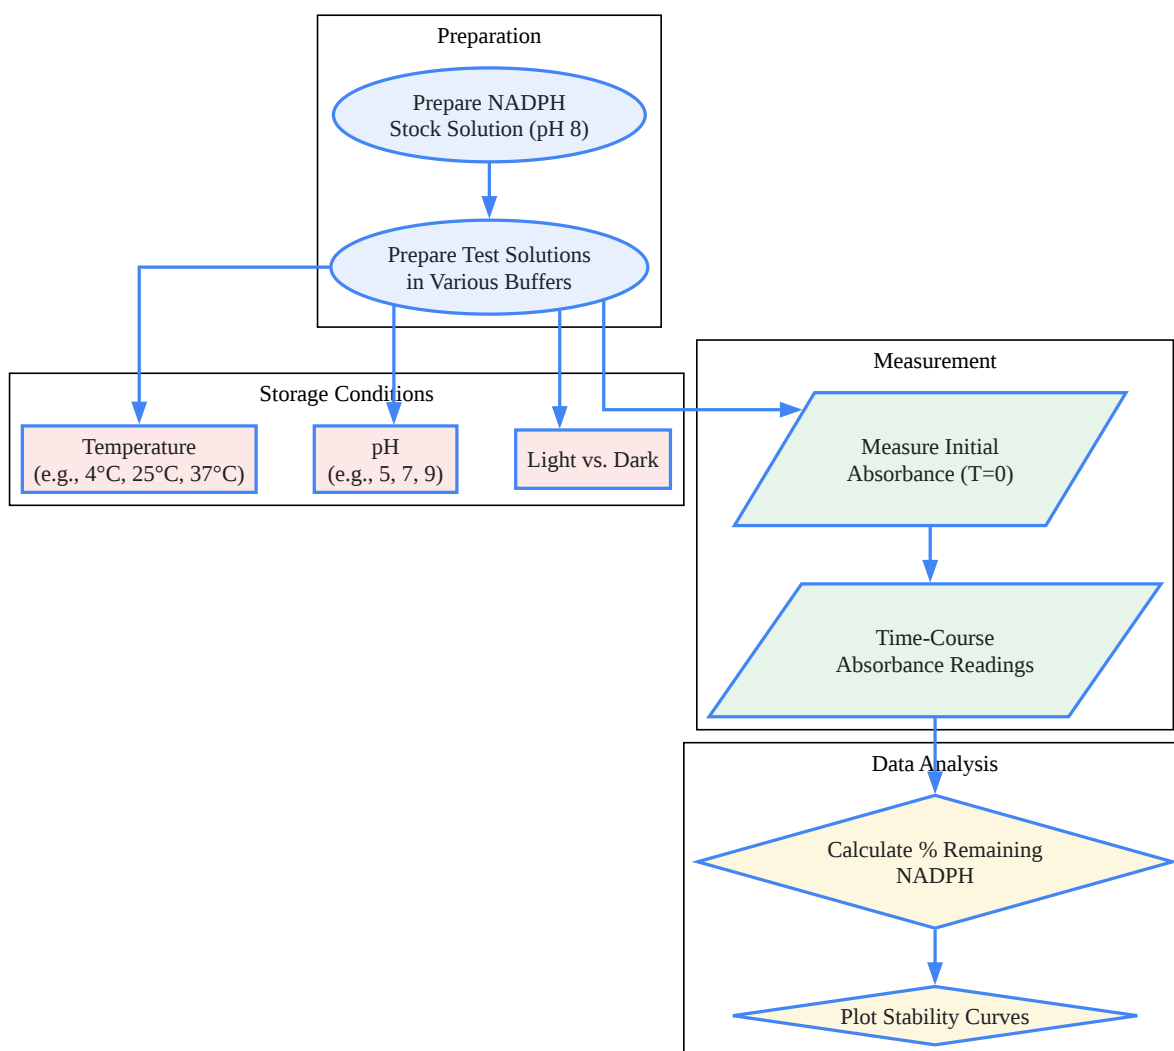 Preparation
Prepare NADPH
Stock Solution (pH 8)
Prepare Test Solutions
in Various Buffers
Storage Conditions
Temperature
(e.g., 4°C, 25°C, 37°C)
pH
(e.g., 5, 7, 9)
Light vs. Dark
Measurement
Measure Initial
Absorbance (T=0)
Time-Course
Absorbance Readings
Data Analysis
Calculate % Remaining
NADPH
Plot Stability Curves